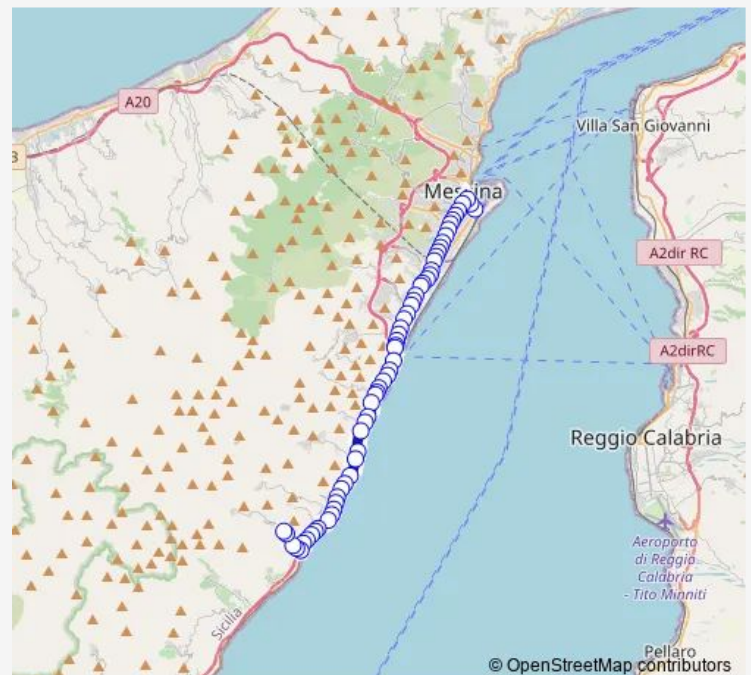 A20
3
Villa San Giovanni
A2dir RC
A2dirRC
Reggio Calabria
Aeroporto
di Reggio
Calabria
- Tito Minniti
Sicilia
Pellaro
© OpenStreetMap contributors